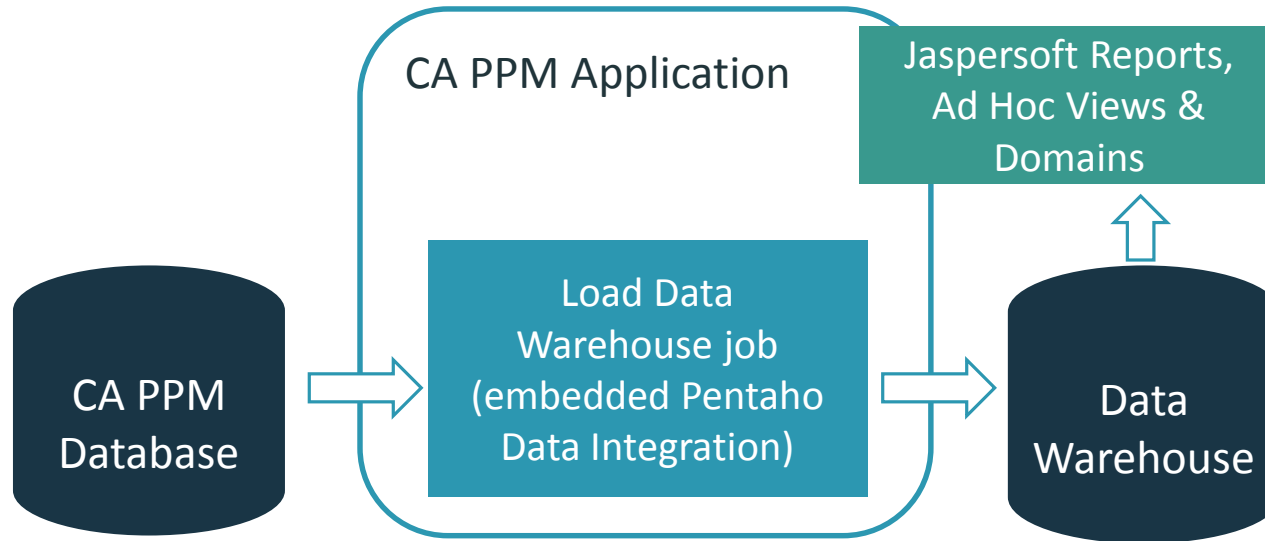 CA PPM Application
Jaspersoft Reports,
Ad Hoc Views &
Domains
Load Data
Warehouse job
(embedded Pentaho
Data Integration)
CA PPM
Database
Data
Warehouse